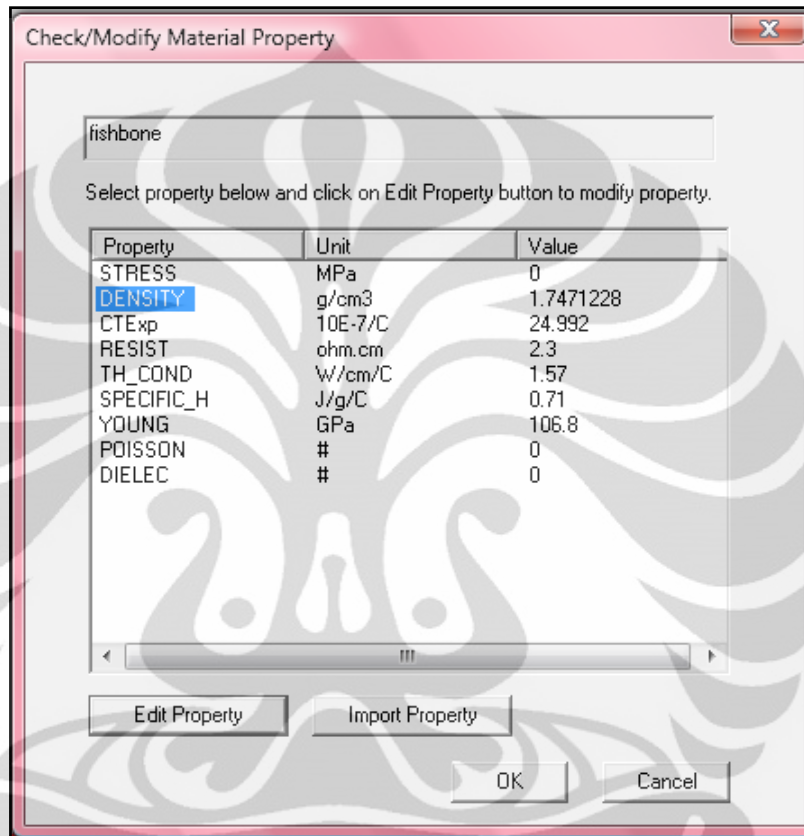 Check/Modify Material Property
fishbone
Select property below and click on Edit Property button to modify property.
Property Unit Value
STRESS MPa 0
DENSITY g/cm3 1.7471228
CTExp 10E-7/C 24.992
RESIST ohm.cm 2.3
TH_COND W/cm/C 1.57
SPECIFIC_H J/g/C 0.71
YOUNG GPa 106.8
POISSON # 0
DIELEC # 0
Edit Property Import Property
OK Cancel